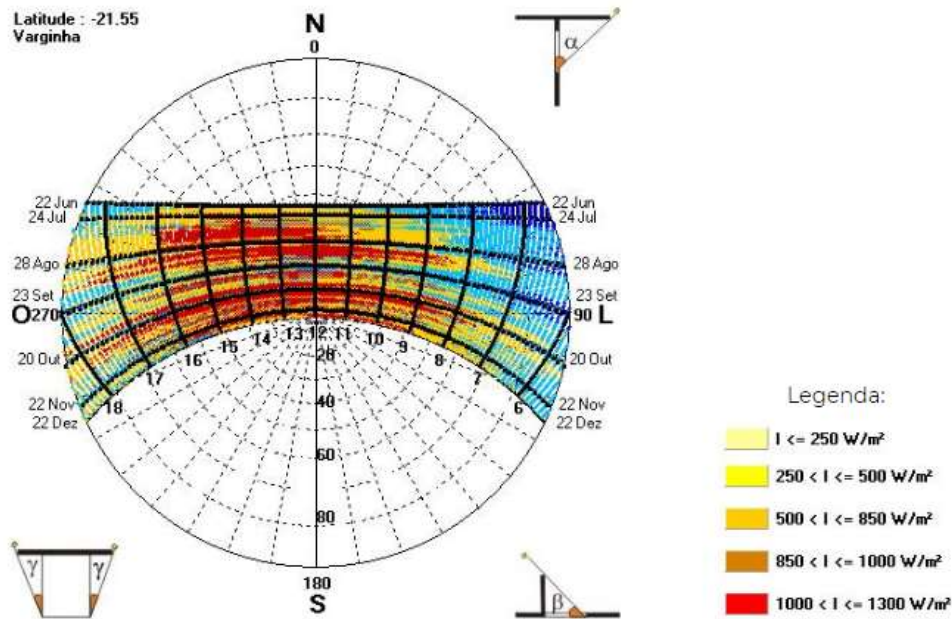 Latitude : -21.55
Varginha
N
0
α
22 Jun
24 Jul
28 Ago
23 Set
O 270
20 Out
22 Nov
22 Dez
22 Jun
24 Jul
28 Ago
23 Set
90 L
20 Out
22 Nov
22 Dez
18 17 16 15 14 13 12 11 10 9 8 7 6
20
40
60
80
180
S
γ γ
β
Legenda:
I <= 250 W/m²
250 < I <= 500 W/m²
500 < I <= 850 W/m²
850 < I <= 1000 W/m²
1000 < I <= 1300 W/m²